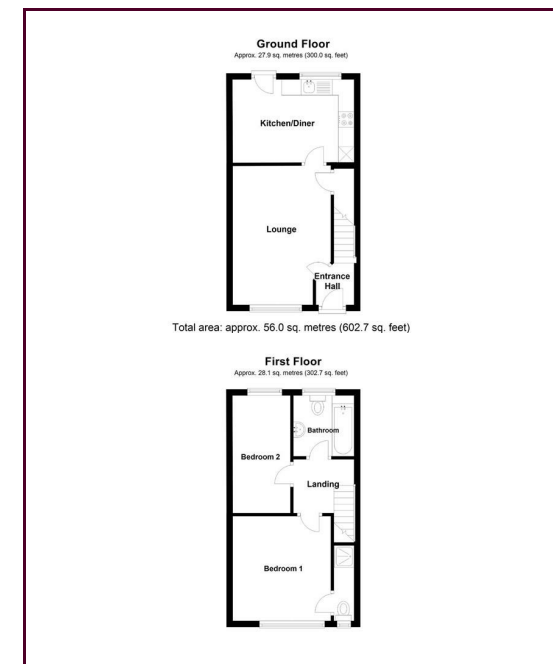 Ground Floor
Approx. 27.9 sq. metres (300.0 sq. feet)
Kitchen/Diner
Lounge
Entrance
Hall
Total area: approx. 56.0 sq. metres (602.7 sq. feet)
First Floor
Approx. 28.1 sq. metres (302.7 sq. feet)
Bathroom
Bedroom 2
Landing
Bedroom 1